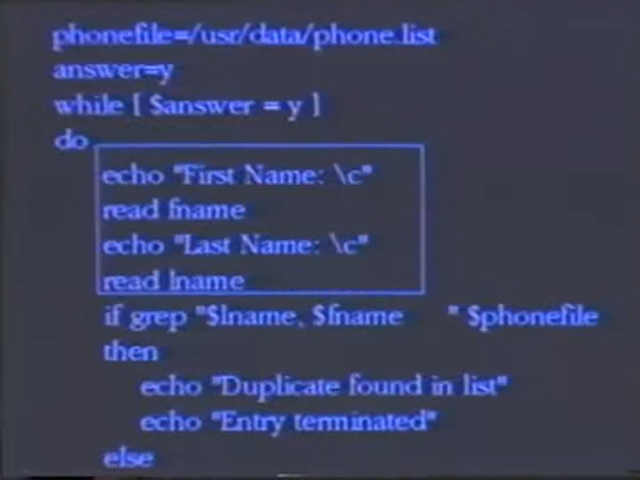 phonefile=/usr/data/phone.list
answer=y
while [ $answer = y ]
do
echo "First Name: \c"
read fname
echo "Last Name: \c"
read lname
if grep "$lname, $fname     " $phonefile
then
echo "Duplicate found in list"
echo "Entry terminated"
else